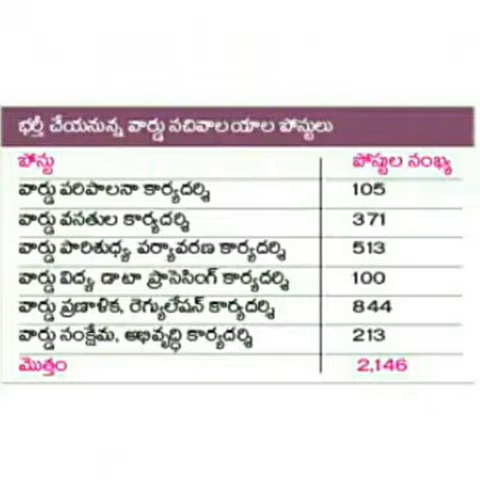 భర్తీ చేయనున్న వార్డు సచివాలయాల పోస్టులు
పోస్టు పోస్టుల సంఖ్య
వార్డు పరిపాలనా కార్యదర్శి 105
వార్డు వసతుల కార్యదర్శి 371
వార్డు పారిశుధ్య, పర్యావరణ కార్యదర్శి 513
వార్డు విద్య, డాటా ప్రాసెసింగ్ కార్యదర్శి 100
వార్డు ప్రణాళిక, రెగ్యులేషన్ కార్యదర్శి 844
వార్డు సంక్షేమ, అభివృద్ధి కార్యదర్శి 213
మొత్తం 2,146